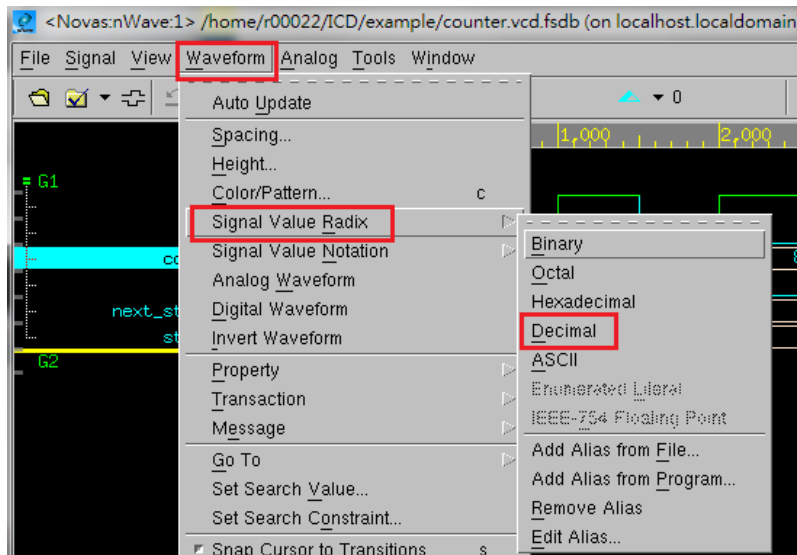 <Novas:nWave:1> /home/r00022/ICD/example/counter.vcd.fsdb (on localhost.localdomain
File Signal View Waveform Analog Tools Window
0
Auto Update
Spacing...
Height...
Color/Pattern... c
Signal Value Radix
Signal Value Notation
Analog Waveform
Digital Waveform
Invert Waveform
Property
Transaction
Message
Go To
Set Search Value...
Set Search Constraint...
Snap Cursor to Transitions s
1,000 2,000
G1
co
next_st
st
G2
Binary
Octal
Hexadecimal
Decimal
ASCII
Enumerated Literal
IEEE-754 Floating Point
Add Alias from File...
Add Alias from Program...
Remove Alias
Edit Alias...